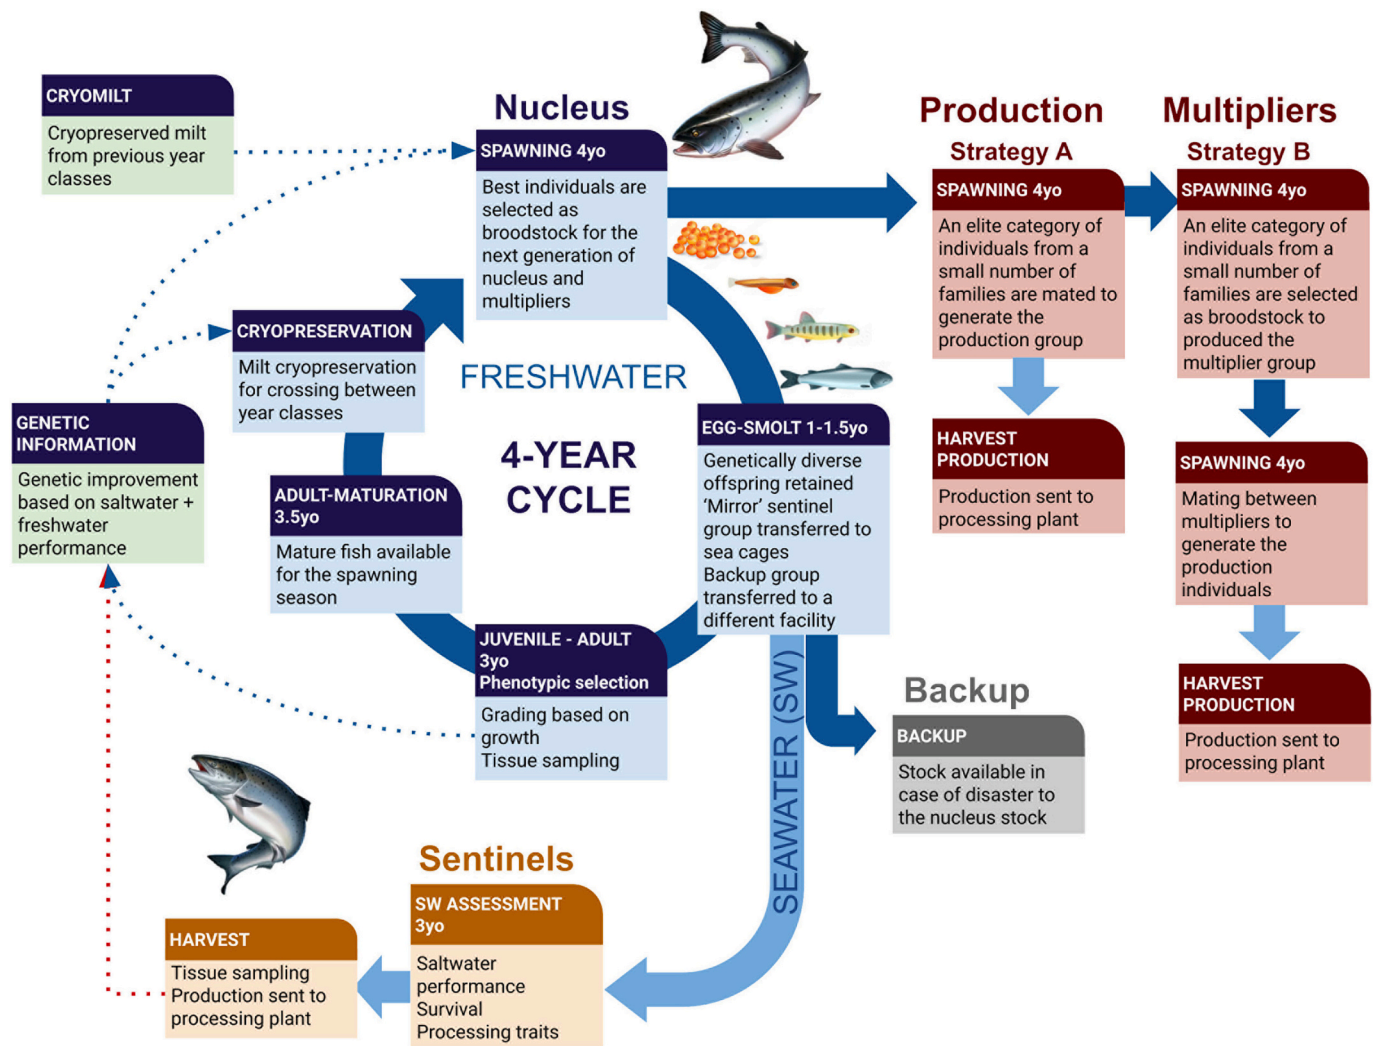 CRYOMILT
Cryopreserved milt
from previous year
classes
Nucleus
SPAWNING 4yo
Best individuals are
selected as
broodstock for the
next generation of
nucleus and
multipliers
Production
Strategy A
SPAWNING 4yo
An elite category of
individuals from a
small number of
families are mated to
generate the
production group
HARVEST
PRODUCTION
Production sent to
processing plant
Multipliers
Strategy B
SPAWNING 4yo
An elite category of
individuals from a
small number of
families are selected
as broodstock to
produced the
multiplier group
SPAWNING 4yo
Mating between
multipliers to
generate the
production
individuals
HARVEST
PRODUCTION
Production sent to
processing plant
CRYOPRESERVATION
Milt cryopreservation
for crossing between
year classes
FRESHWATER
4-YEAR
CYCLE
GENETIC
INFORMATION
Genetic improvement
based on saltwater +
freshwater
performance
ADULT-MATURATION
3.5yo
Mature fish available
for the spawning
season
EGG-SMOLT 1-1.5yo
Genetically diverse
offspring retained
‘Mirror’ sentinel
group transferred to
sea cages
Backup group
transferred to a
different facility
JUVENILE - ADULT
3yo
Phenotypic selection
Grading based on
growth
Tissue sampling
SEAWATER (SW)
Backup
BACKUP
Stock available in
case of disaster to
the nucleus stock
Sentinels
SW ASSESSMENT
3yo
Saltwater
performance
Survival
Processing traits
HARVEST
Tissue sampling
Production sent to
processing plant